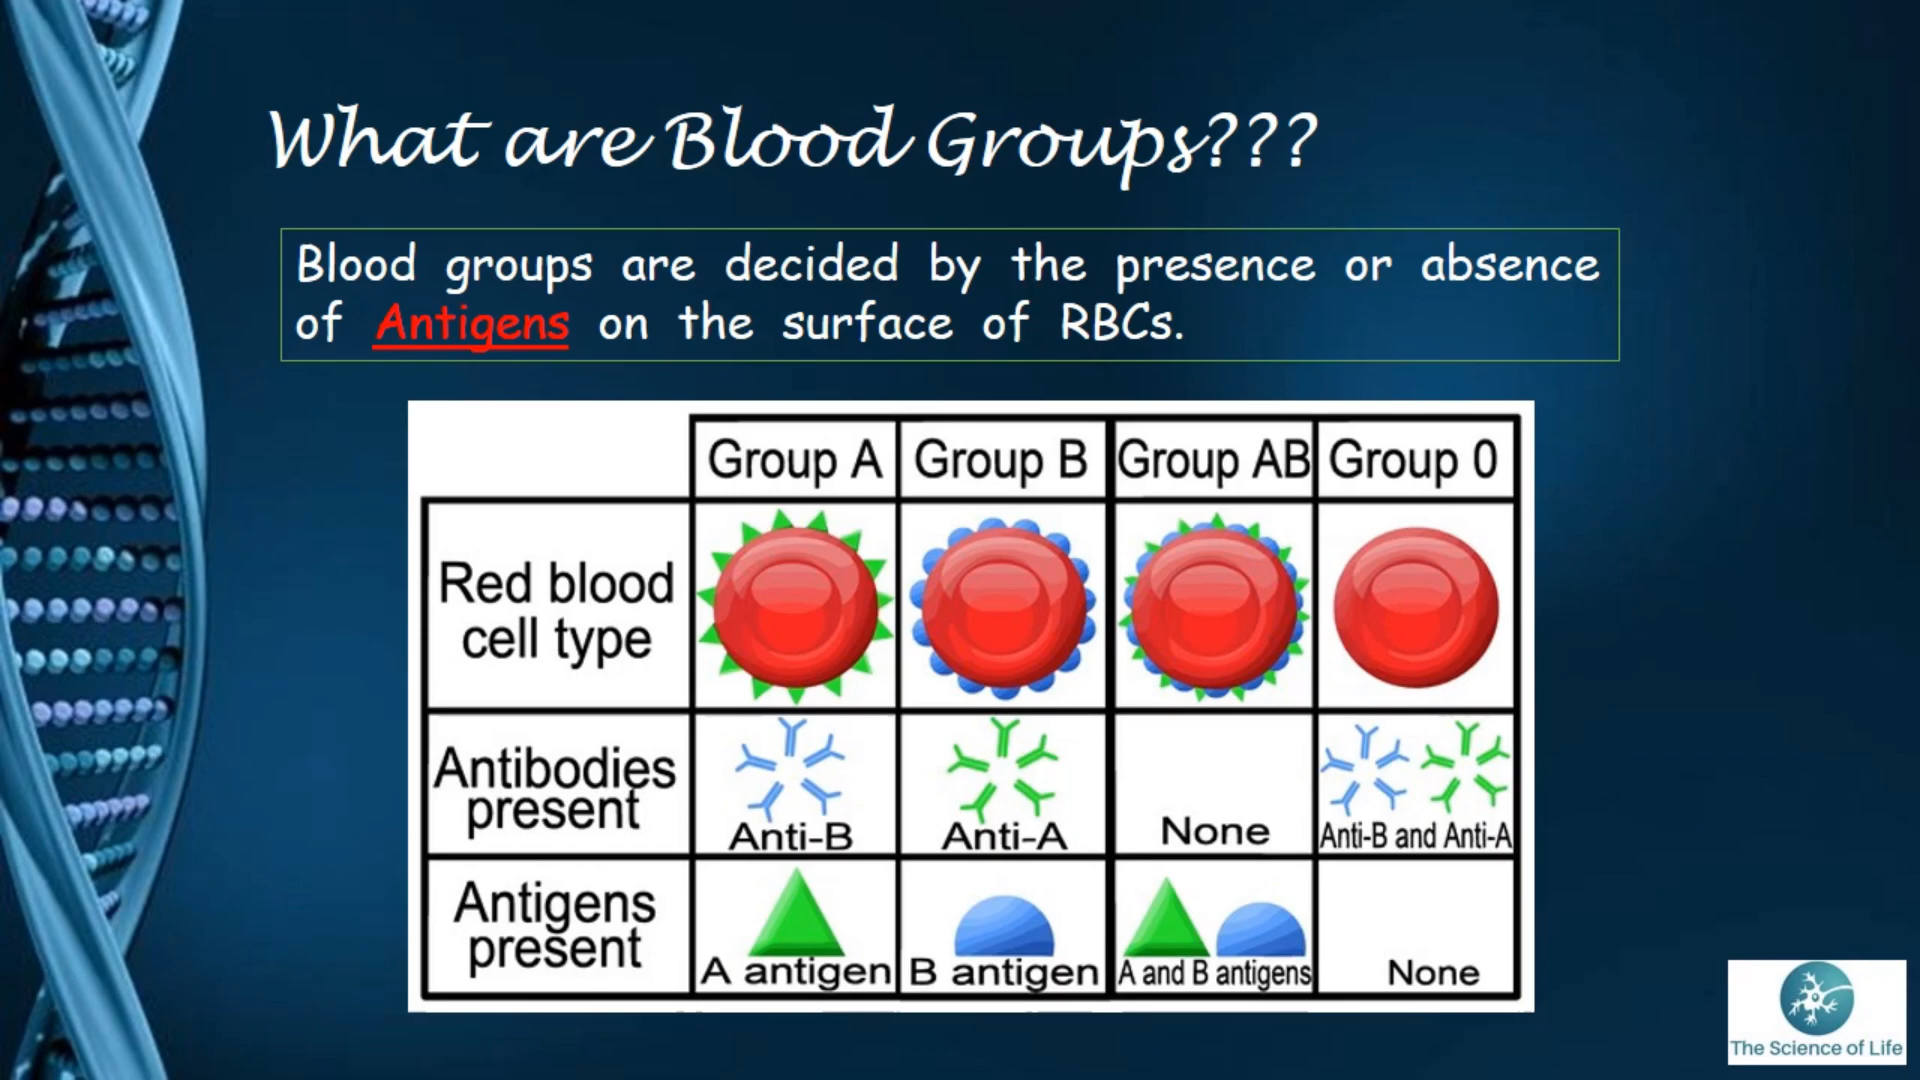 What are Blood Groups???
Blood groups are decided by the presence or absence
of Antigens on the surface of RBCs.
Group A Group B Group AB Group 0
Red blood
cell type
Antibodies
present
Anti-B Anti-A None Anti-B and Anti-A
Antigens
present
A antigen B antigen A and B antigens None
The Science of Life